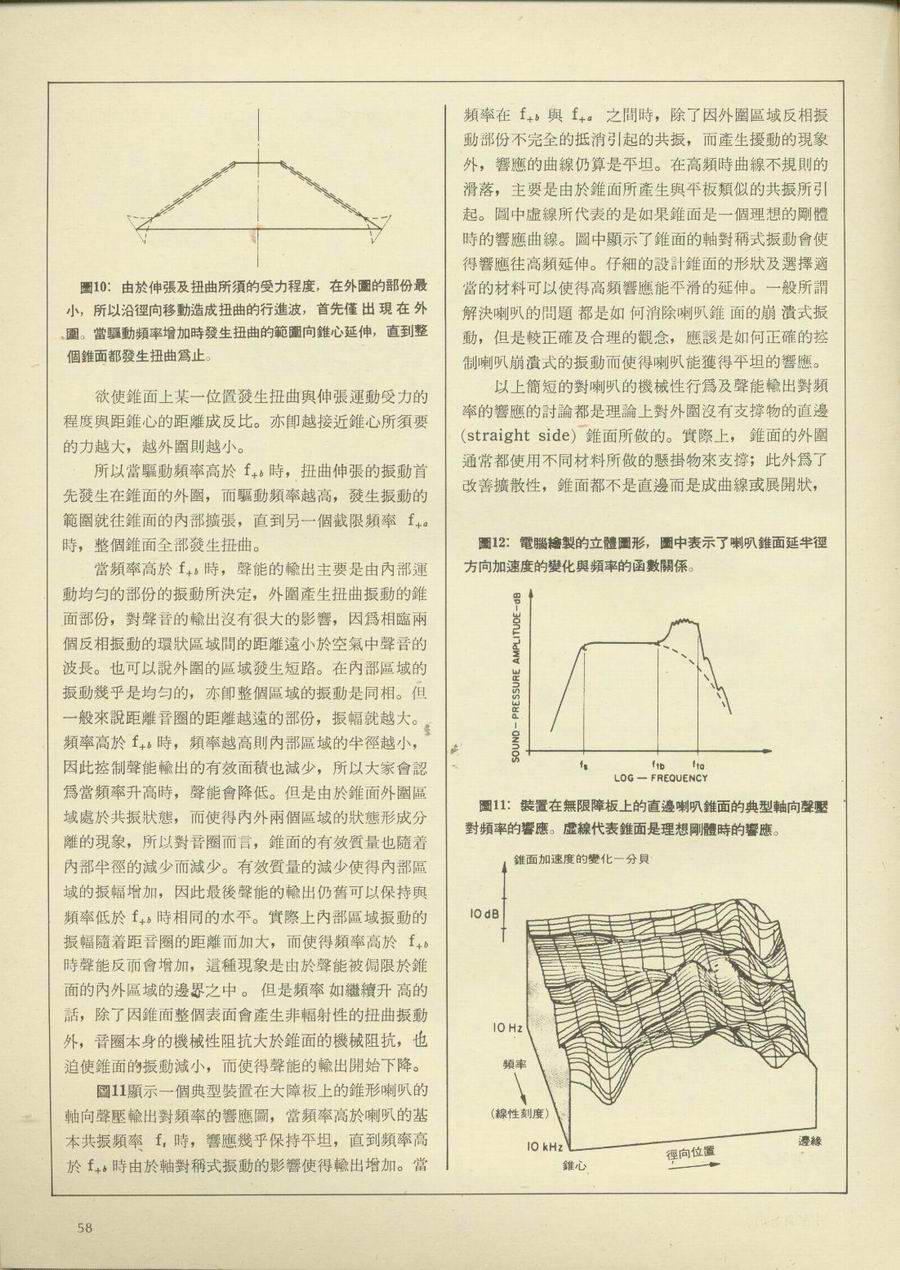 圖10：由於伸張及扭曲所須的受力程度，在外圍的部份最
小，所以沿徑向移動造成扭曲的行進波，首先僅出現在外
圍。當驅動頻率增加時發生扭曲的範圍向錐心延伸，直到整
個錐面都發生扭曲爲止。
欲使錐面上某一位置發生扭曲與伸張運動受力的
程度與距錐心的距離成反比。亦卽越接近錐心所須要
的力越大，越外圍則越小。
所以當驅動頻率高於 f₊b 時，扭曲伸張的振動首
先發生在錐面的外圍，而驅動頻率越高，發生振動的
範圍就往錐面的內部擴張，直到另一個截限頻率 f₊a
時，整個錐面全部發生扭曲。
當頻率高於 f₊b 時，聲能的輸出主要是由內部運
動均勻的部份的振動所決定，外圍產生扭曲振動的錐
面部份，對聲音的輸出沒有很大的影響，因爲相臨兩
個反相振動的環狀區域間的距離遠小於空氣中聲音的
波長。也可以說外圍的區域發生短路。在內部區域的
振動幾乎是均勻的，亦卽整個區域的振動是同相。但
一般來說距離音圈的距離越遠的部份，振幅就越大。
頻率高於 f₊b 時，頻率越高則內部區域的半徑越小，
因此控制聲能輸出的有效面積也減少，所以大家會認
爲當頻率升高時，聲能會降低。但是由於錐面外圍區
域處於共振狀態，而使得內外兩個區域的狀態形成分
離的現象，所以對音圈而言，錐面的有效質量也隨着
內部半徑的減少而減少。有效質量的減少使得內部區
域的振幅增加，因此最後聲能的輸出仍舊可以保持與
頻率低於 f₊b 時相同的水平。實際上內部區域振動的
振幅隨着距音圈的距離而加大，而使得頻率高於 f₊b
時聲能反而會增加，這種現象是由於聲能被侷限於錐
面的內外區域的邊界之中。但是頻率如繼續升高的
話，除了因錐面整個表面會產生非輻射性的扭曲振動
外，音圈本身的機械性阻抗大於錐面的機械阻抗，也
迫使錐面的振動減小，而使得聲能的輸出開始下降。
圖11顯示一個典型裝置在大障板上的錐形喇叭的
軸向聲壓輸出對頻率的響應圖，當頻率高於喇叭的基
本共振頻率 fs 時，響應幾乎保持平坦，直到頻率高
於 f₊b 時由於軸對稱式振動的影響使得輸出增加。當
頻率在 f₊b 與 f₊a 之間時，除了因外圍區域反相振
動部份不完全的抵消引起的共振，而產生擾動的現象
外，響應的曲線仍算是平坦。在高頻時曲線不規則的
滑落，主要是由於錐面所產生與平板類似的共振所引
起。圖中虛線所代表的是如果錐面是一個理想的剛體
時的響應曲線。圖中顯示了錐面的軸對稱式振動會使
得響應往高頻延伸。仔細的設計錐面的形狀及選擇適
當的材料可以使得高頻響應能平滑的延伸。一般所謂
解決喇叭的問題都是如何消除喇叭錐面的崩潰式振
動，但是較正確及合理的觀念，應該是如何正確的控
制喇叭崩潰式的振動而使得喇叭能獲得平坦的響應。
以上簡短的對喇叭的機械性行爲及聲能輸出對頻
率的響應的討論都是理論上對外圍沒有支撐物的直邊
(straight side) 錐面所做的。實際上，錐面的外圍
通常都使用不同材料所做的懸掛物來支撐；此外爲了
改善擴散性，錐面都不是直邊而是成曲線或展開狀，
圖12：電腦繪製的立體圖形，圖中表示了喇叭錐面延半徑
方向加速度的變化與頻率的函數關係。
SOUND-PRESSURE AMPLITUDE-dB
fs f1b f1a
LOG — FREQUENCY
圖11：裝置在無限障板上的直邊喇叭錐面的典型軸向聲壓
對頻率的響應。虛線代表錐面是理想剛體時的響應。
錐面加速度的變化—分貝
10 dB
10 Hz
頻率
(線性刻度)
10 kHz
錐心
徑向位置
邊緣
58